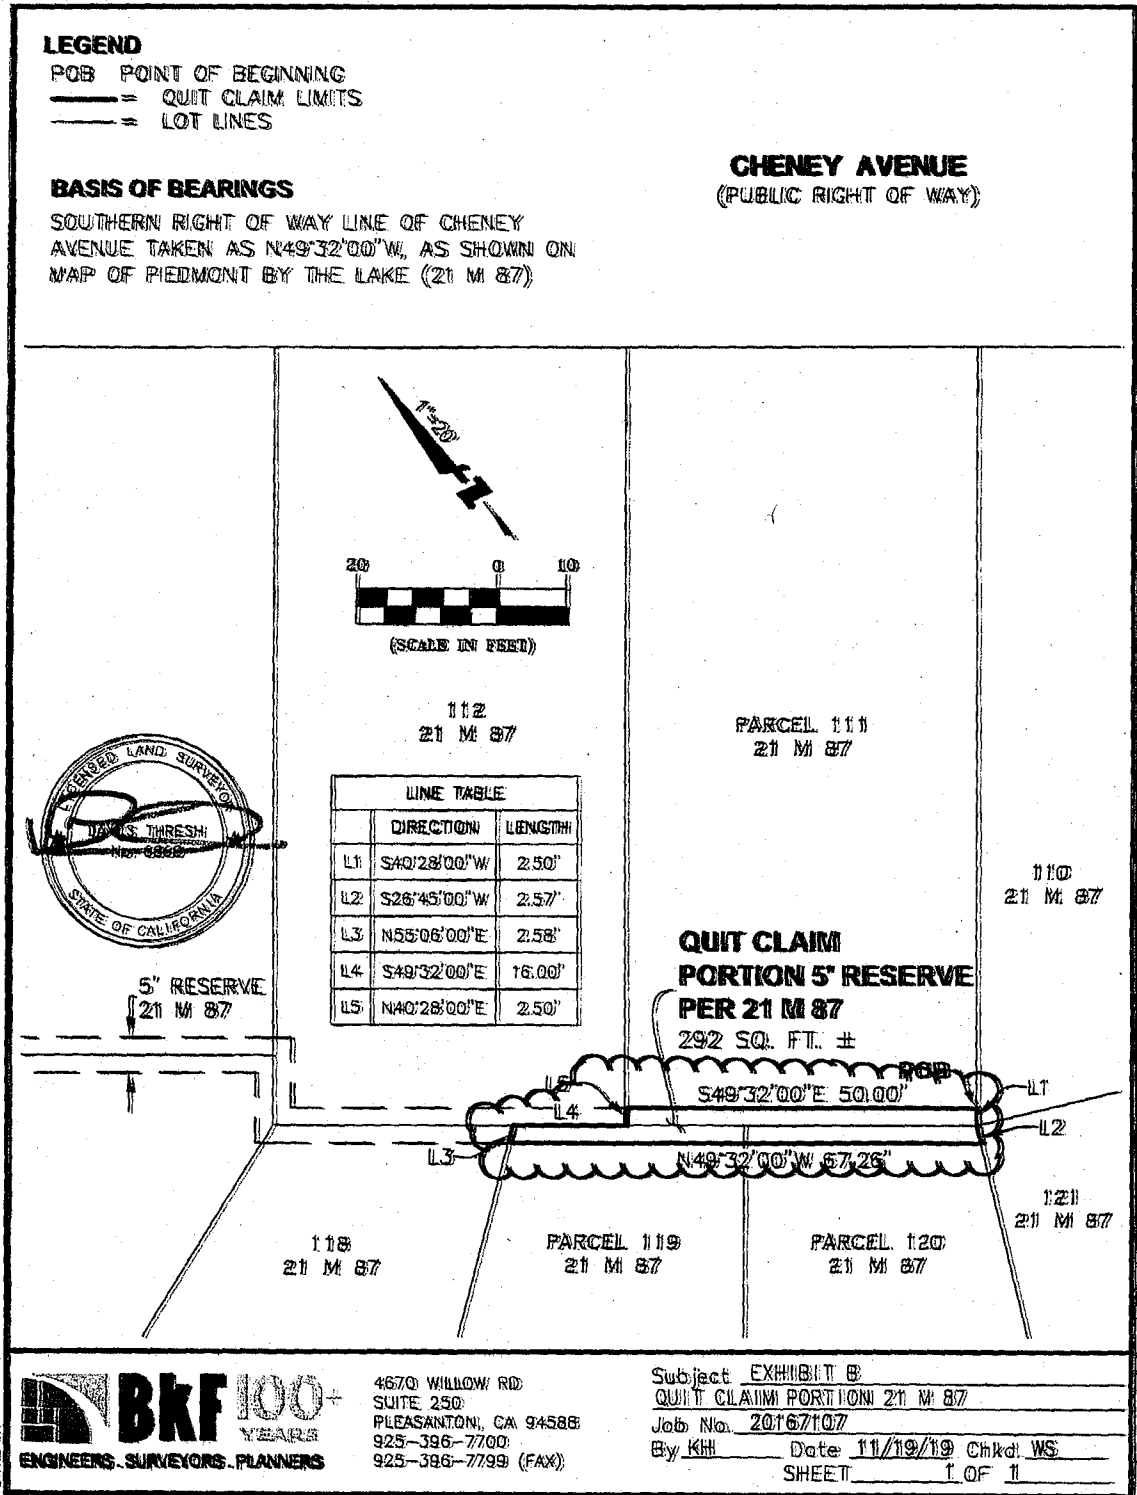 LEGEND
POB POINT OF BEGINNING
= QUIT CLAIM LIMITS
= LOT LINES
BASIS OF BEARINGS
SOUTHERN RIGHT OF WAY LINE OF CHENEY
AVENUE TAKEN AS N49°32'00"W, AS SHOWN ON
MAP OF PIEDMONT BY THE LAKE (21 M 87)
CHENEY AVENUE
(PUBLIC RIGHT OF WAY)
1"=20'
20 0 10
(SCALE IN FEET)
112
21 M 87
PARCEL 111
21 M 87
LICENSED LAND SURVEYOR
DAVIS THRESH
STATE OF CALIFORNIA
LINE TABLE
DIRECTION LENGTH
L1 S40°28'00"W 2.50'
L2 S26°45'00"W 2.57'
L3 N55°06'00"E 2.58'
L4 S49°32'00"E 16.00'
L5 N40°28'00"E 2.50'
110
21 M 87
QUIT CLAIM
PORTION 5' RESERVE
PER 21 M 87
292 SQ. FT. ±
5' RESERVE
21 M 87
POB
L5
S49°32'00"E 50.00'
L1
L4
L2
L3
N49°32'00"W 67.26'
121
21 M 87
118
21 M 87
PARCEL 119
21 M 87
PARCEL 120
21 M 87
BKF 100+
YEARS
ENGINEERS . SURVEYORS . PLANNERS
4670 WILLOW RD
SUITE 250
PLEASANTON, CA 94588
925-396-7700
925-396-7799 (FAX)
Subject EXHIBIT B
QUIT CLAIM PORTION 21 M 87
Job No. 20167107
By KH Date 11/19/19 Chkd. WS
SHEET 1 OF 1